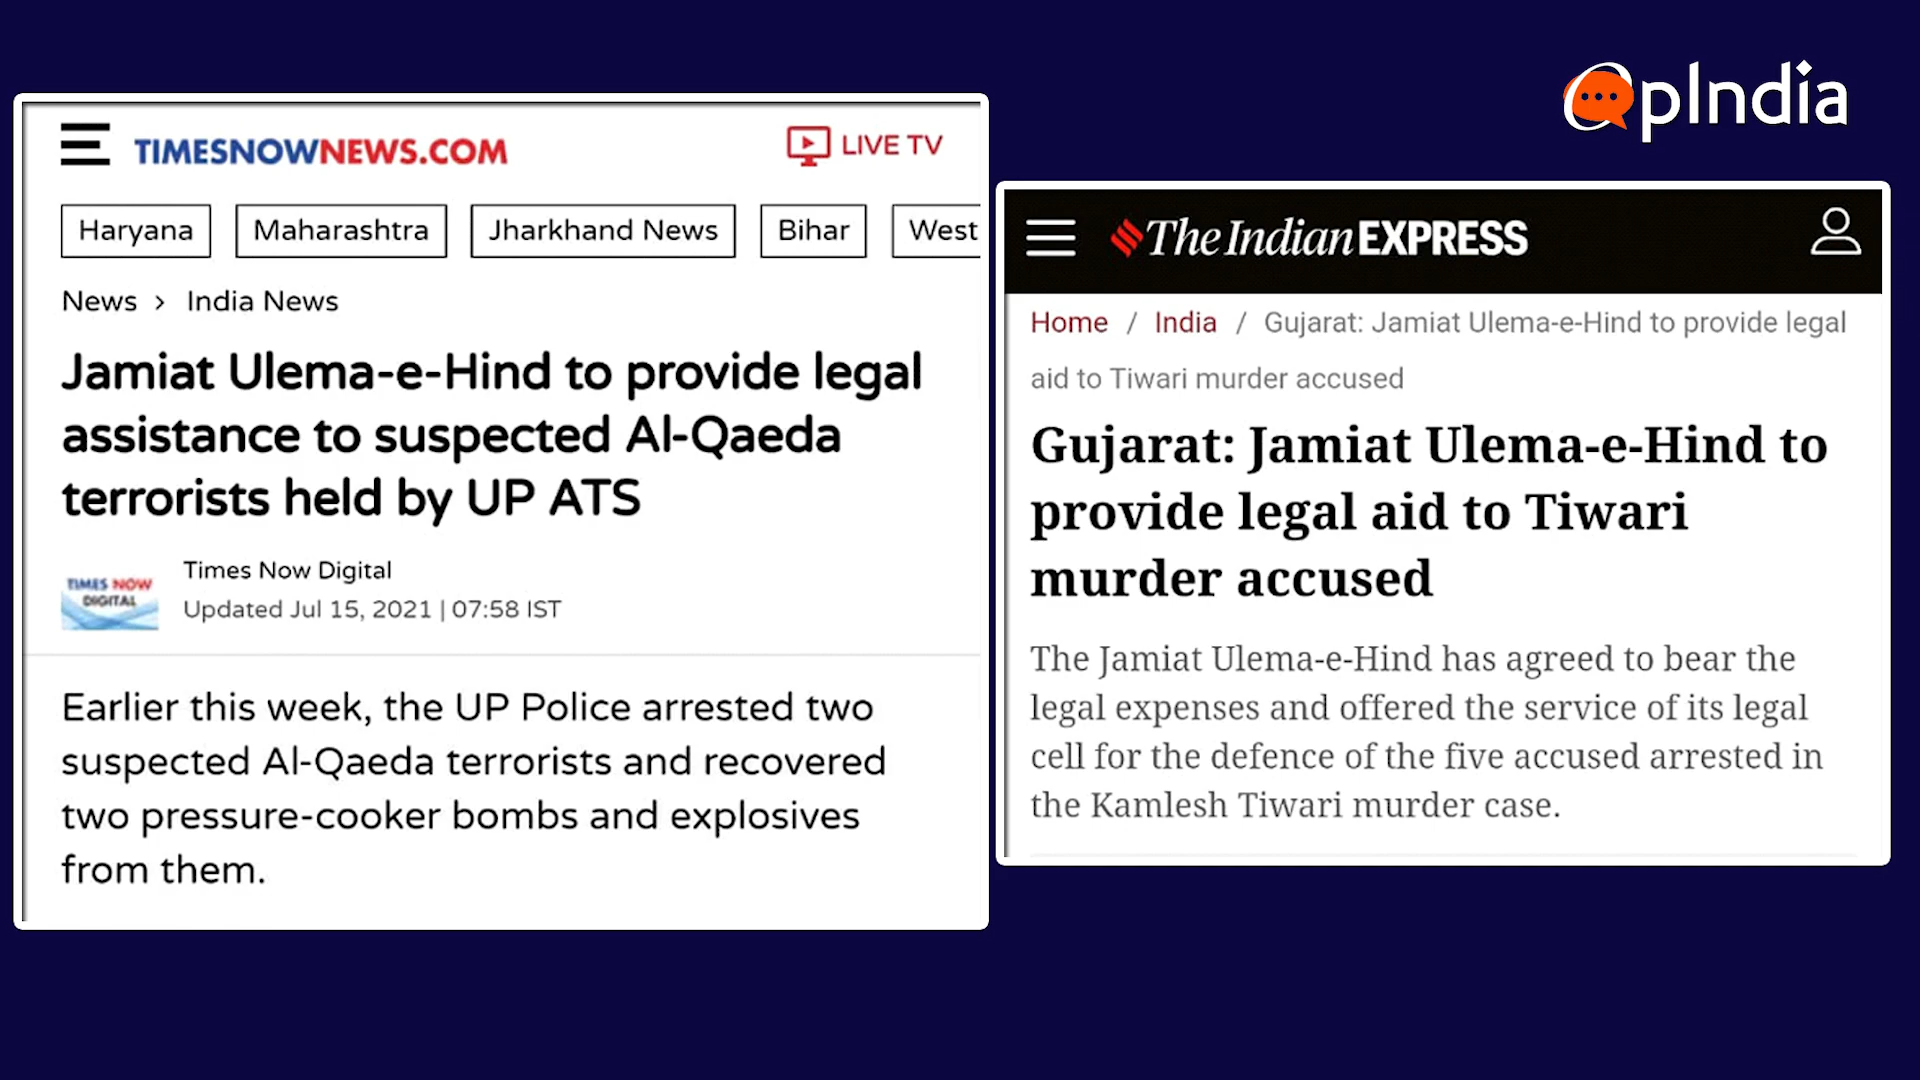 OpIndia
TIMESNOWNEWS.COM
LIVE TV
Haryana
Maharashtra
Jharkhand News
Bihar
West
News > India News
Jamiat Ulema-e-Hind to provide legal
assistance to suspected Al-Qaeda
terrorists held by UP ATS
TIMES NOW
DIGITAL
Times Now Digital
Updated Jul 15, 2021 | 07:58 IST
Earlier this week, the UP Police arrested two
suspected Al-Qaeda terrorists and recovered
two pressure-cooker bombs and explosives
from them.
The Indian EXPRESS
Home / India / Gujarat: Jamiat Ulema-e-Hind to provide legal
aid to Tiwari murder accused
Gujarat: Jamiat Ulema-e-Hind to
provide legal aid to Tiwari
murder accused
The Jamiat Ulema-e-Hind has agreed to bear the
legal expenses and offered the service of its legal
cell for the defence of the five accused arrested in
the Kamlesh Tiwari murder case.